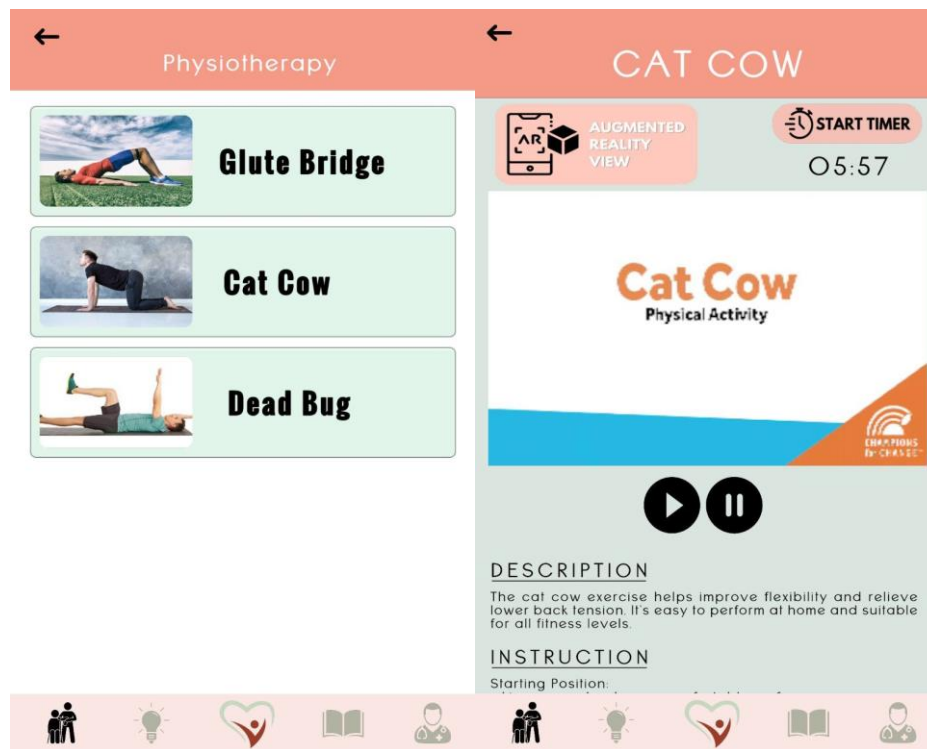 Physiotherapy
Glute Bridge
Cat Cow
Dead Bug
CAT COW
AR
AUGMENTED
REALITY
VIEW
START TIMER
05:57
Cat Cow
Physical Activity
CHAMPIONS
for CHANGE
DESCRIPTION
The cat cow exercise helps improve flexibility and relieve
lower back tension. It's easy to perform at home and suitable
for all fitness levels.
INSTRUCTION
Starting Position: